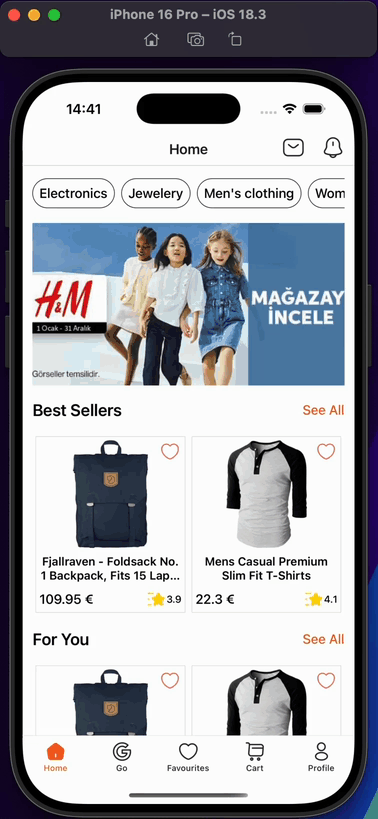 iPhone 16 Pro – iOS 18.3
14:41
Home
Electronics
Jewelery
Men's clothing
Wom
H&M
1 Ocak - 31 Aralık
MAĞAZAY
İNCELE
Görseller temsilidir.
Best Sellers
See All
Fjallraven - Foldsack No.
1 Backpack, Fits 15 Lap...
109.95 €
3.9
Mens Casual Premium
Slim Fit T-Shirts
22.3 €
4.1
For You
See All
Home
Go
Favourites
Cart
Profile